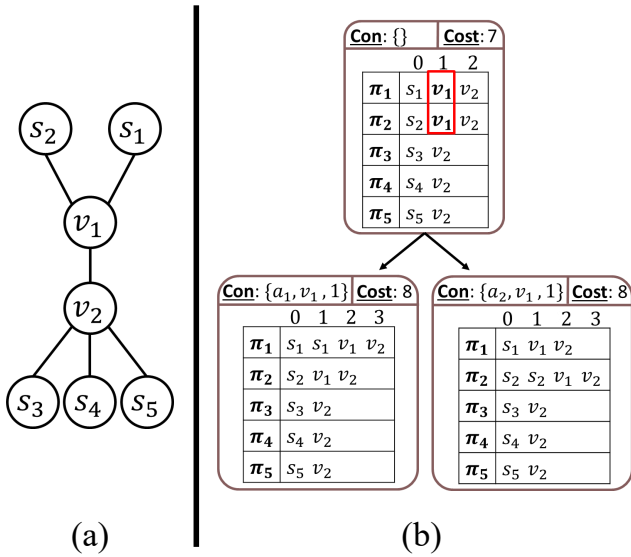 s₂ s₁
v₁
v₂
s₃ s₄ s₅
(a)
Con: {} Cost: 7
0 1 2
π₁ s₁ v₁ v₂
π₂ s₂ v₁ v₂
π₃ s₃ v₂
π₄ s₄ v₂
π₅ s₅ v₂
Con: {a₁, v₁, 1} Cost: 8
0 1 2 3
π₁ s₁ s₁ v₁ v₂
π₂ s₂ v₁ v₂
π₃ s₃ v₂
π₄ s₄ v₂
π₅ s₅ v₂
Con: {a₂, v₁, 1} Cost: 8
0 1 2 3
π₁ s₁ v₁ v₂
π₂ s₂ s₂ v₁ v₂
π₃ s₃ v₂
π₄ s₄ v₂
π₅ s₅ v₂
(b)